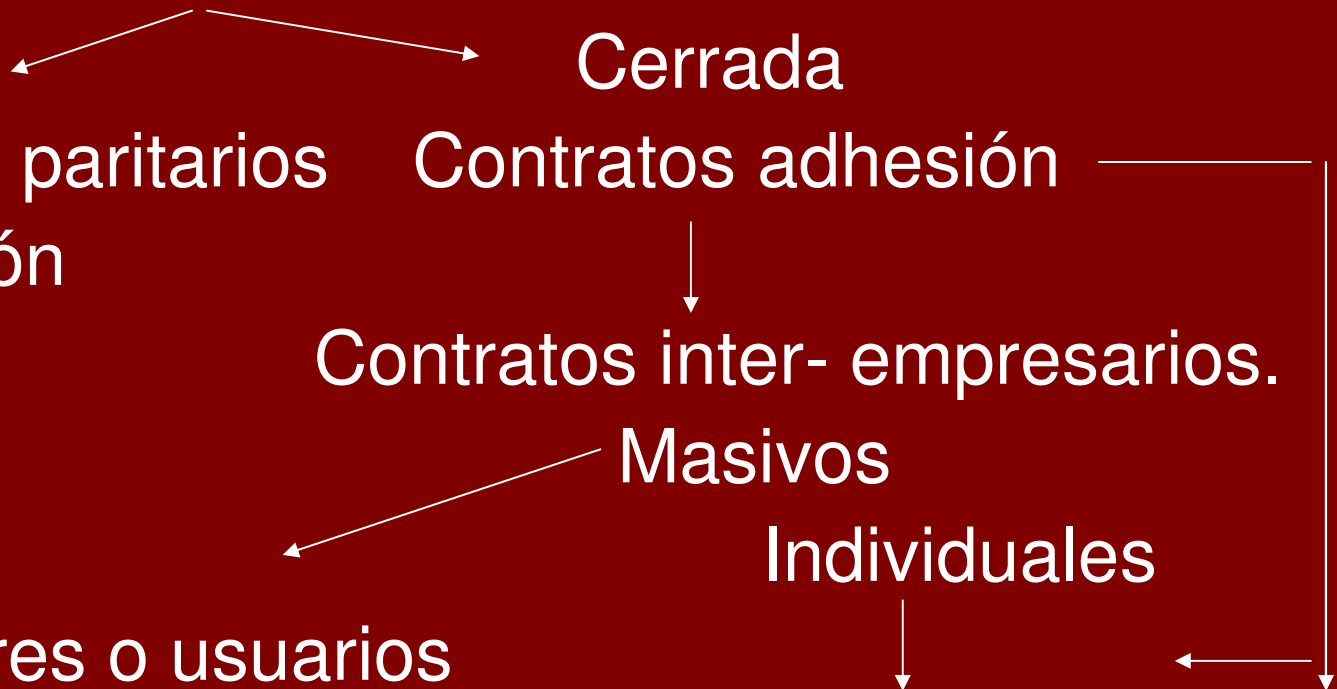 Cerrada
paritarios Contratos adhesión
ón
Contratos inter- empresarios.
Masivos
Individuales
res o usuarios